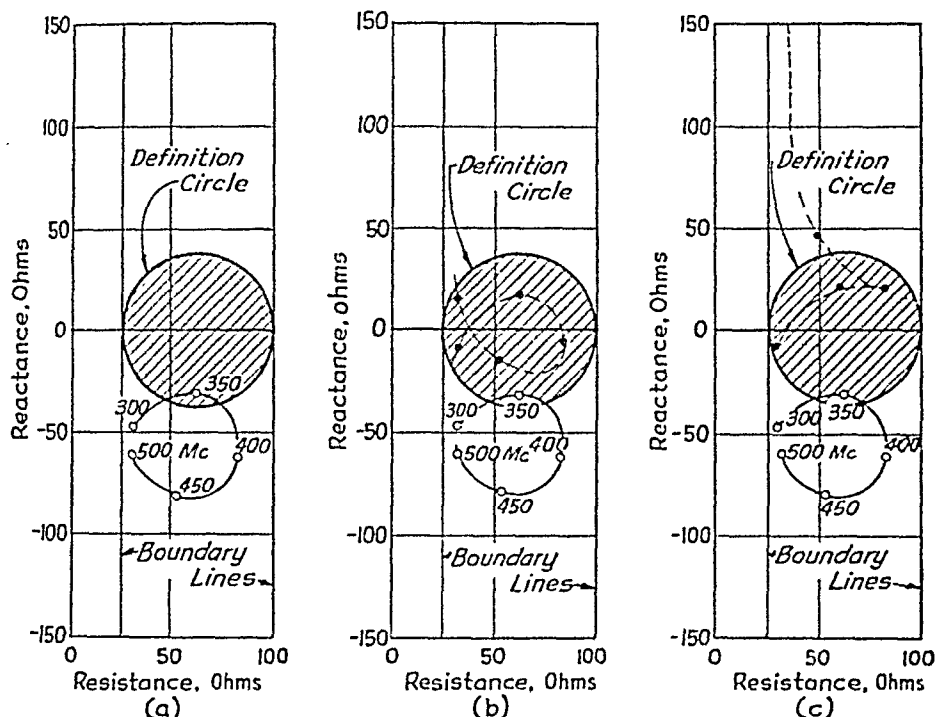 150
100
50
0
-50
-100
-150
Reactance, Ohms
Definition
Circle
300
350
400
450
500 Mc
Boundary
Lines
0
50
100
Resistance, Ohms
(a)
150
100
50
0
-50
-100
-150
Reactance, ohms
Definition
Circle
300
350
400
450
500 Mc
Boundary
Lines
0
50
100
Resistance, Ohms
(b)
150
100
50
0
-50
-100
-150
Reactance, Ohms
Definition
Circle
300
350
400
450
500 Mc
Boundary
Lines
0
50
100
Resistance, Ohms
(c)